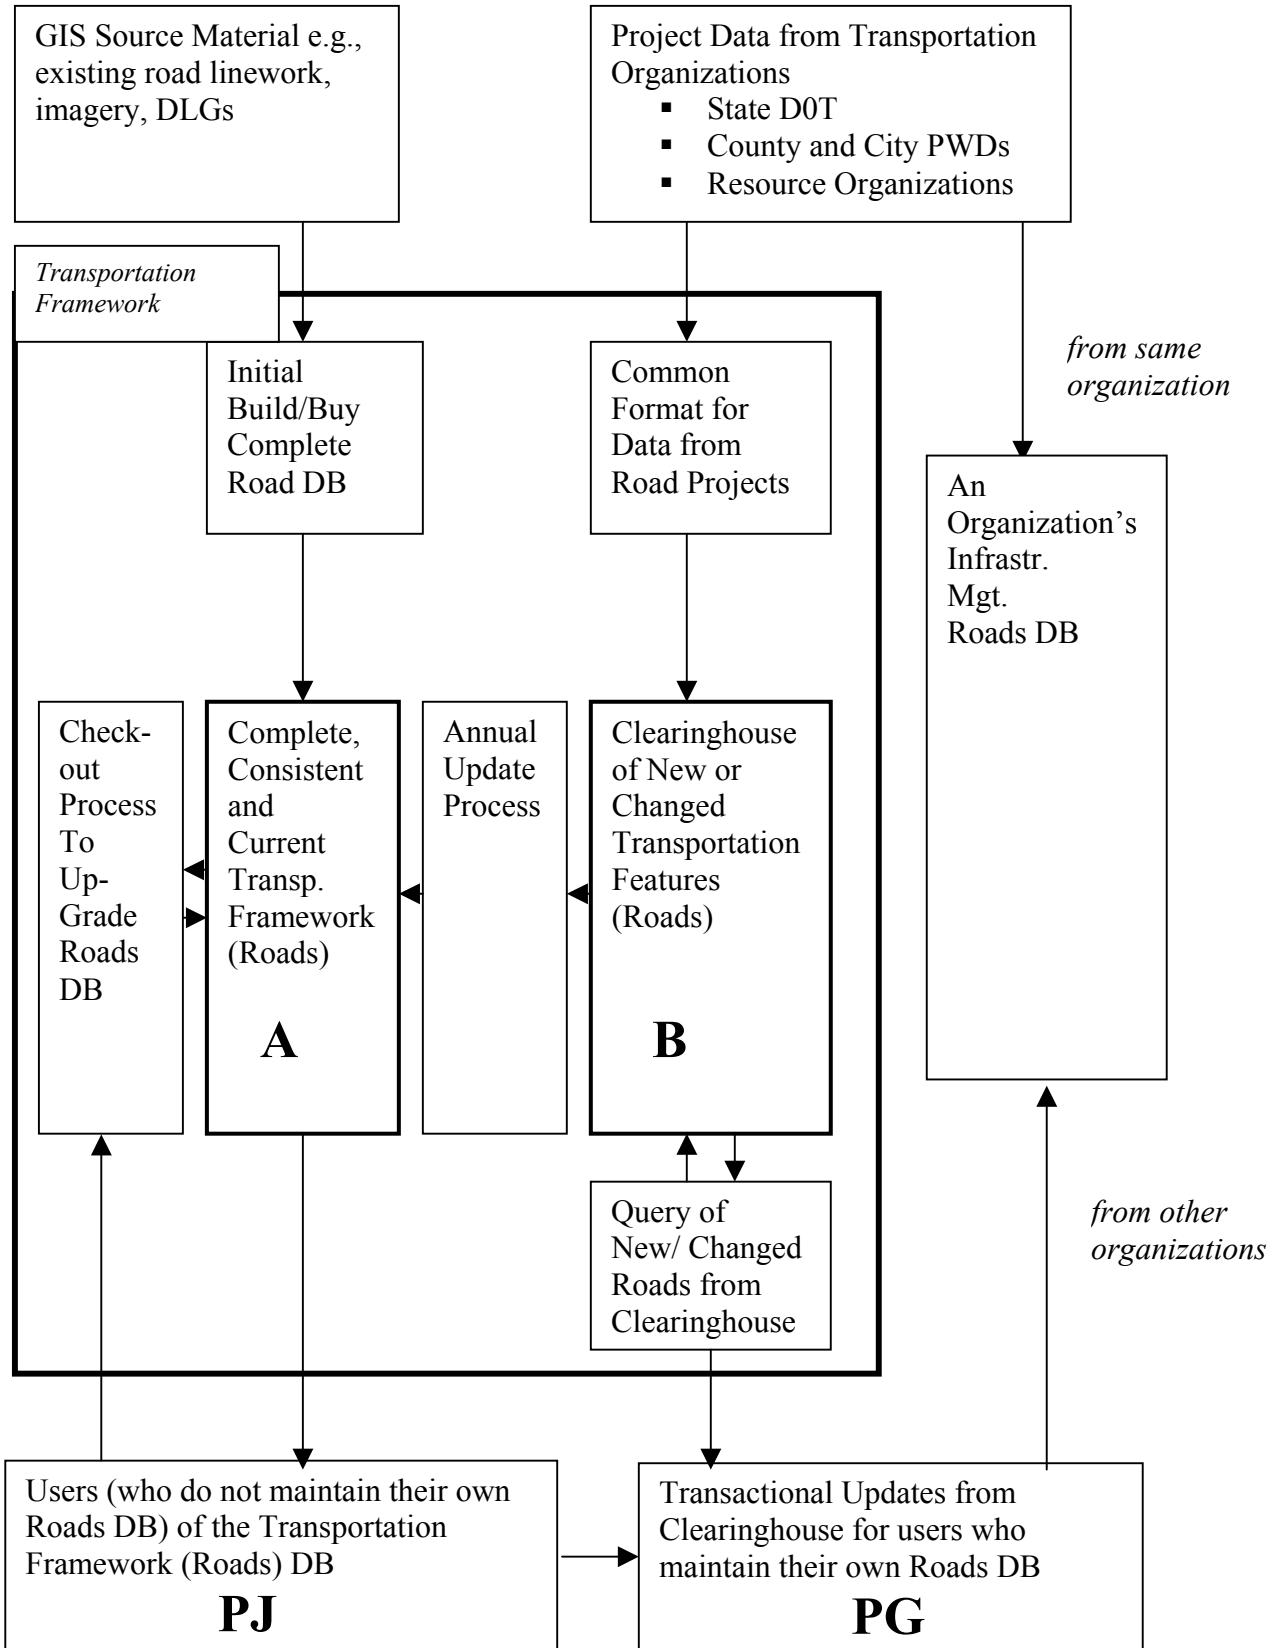 GIS Source Material e.g.,
existing road linework,
imagery, DLGs
Project Data from Transportation
Organizations
▪ State D0T
▪ County and City PWDs
▪ Resource Organizations
Transportation
Framework
Initial
Build/Buy
Complete
Road DB
Common
Format for
Data from
Road Projects
from same
organization
An
Organization’s
Infrastr.
Mgt.
Roads DB
Check-
out
Process
To
Up-
Grade
Roads
DB
Complete,
Consistent
and
Current
Transp.
Framework
(Roads)
A
Annual
Update
Process
Clearinghouse
of New or
Changed
Transportation
Features
(Roads)
B
Query of
New/ Changed
Roads from
Clearinghouse
from other
organizations
Users (who do not maintain their own
Roads DB) of the Transportation
Framework (Roads) DB
PJ
Transactional Updates from
Clearinghouse for users who
maintain their own Roads DB
PG